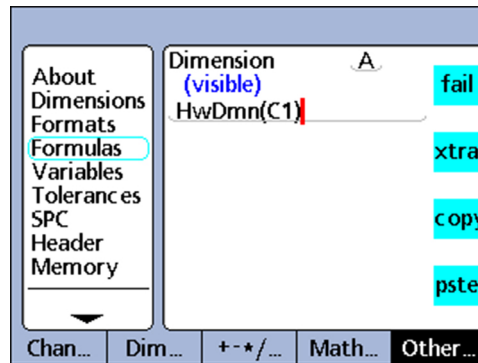 About
Dimensions
Formats
Formulas
Variables
Tolerances
SPC
Header
Memory
Dimension A
(visible)
HwDmn(C1)
fail
xtra
copy
pste
Chan... Dim... +-*/... Math... Other...